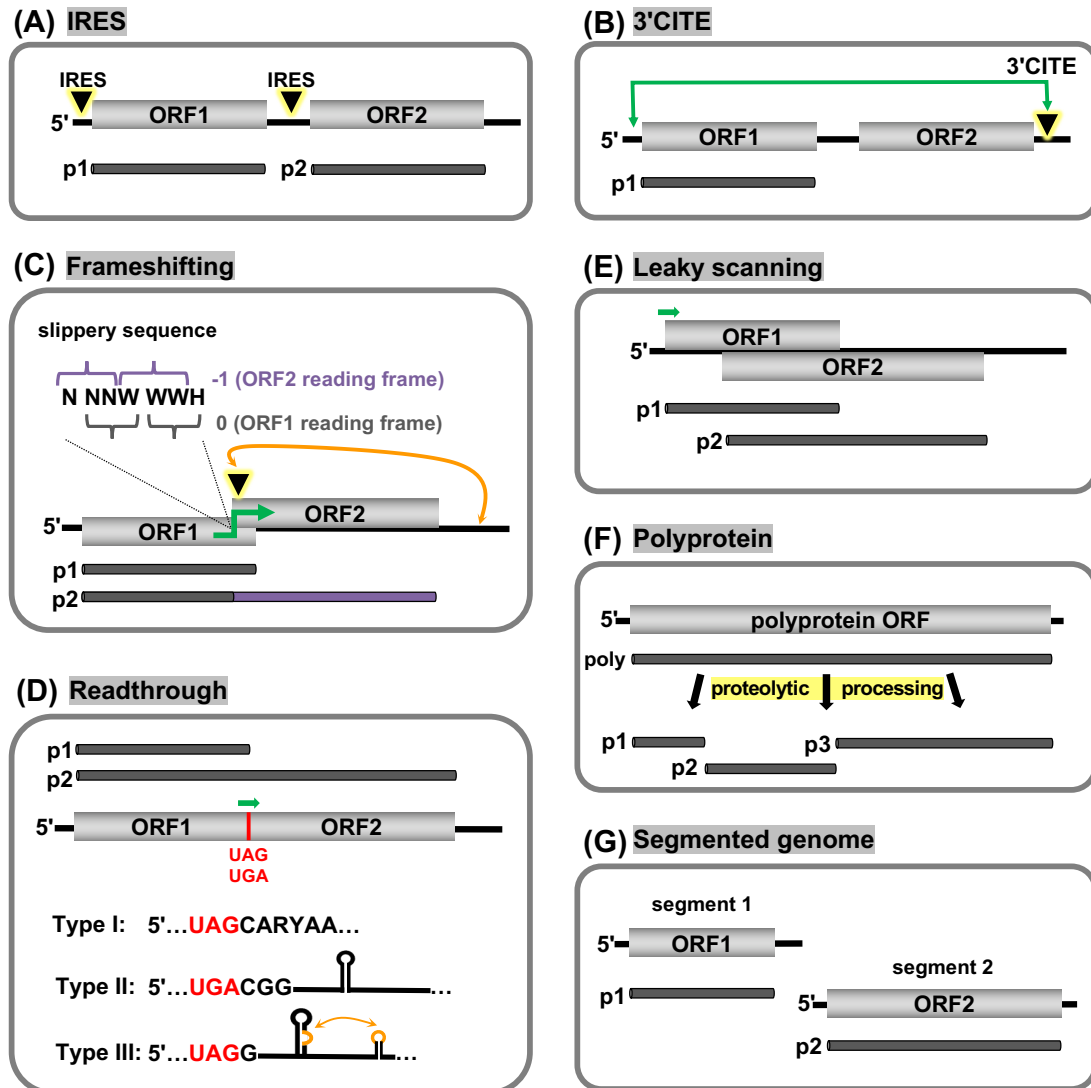 (A) IRES
IRES IRES
5' ORF1 ORF2
p1 p2
(B) 3'CITE
3'CITE
5' ORF1 ORF2
p1
(C) Frameshifting
slippery sequence
-1 (ORF2 reading frame)
N NNW WWH
0 (ORF1 reading frame)
ORF2
5' ORF1
p1
p2
(D) Readthrough
p1
p2
5' ORF1 ORF2
UAG
UGA
Type I: 5'...UAGCARYAA...
Type II: 5'...UGACGG ...
Type III: 5'...UAGG ...
(E) Leaky scanning
ORF1
5'
ORF2
p1
p2
(F) Polyprotein
5' polyprotein ORF
poly
proteolytic processing
p1 p3
p2
(G) Segmented genome
segment 1
5' ORF1
segment 2
p1
5' ORF2
p2